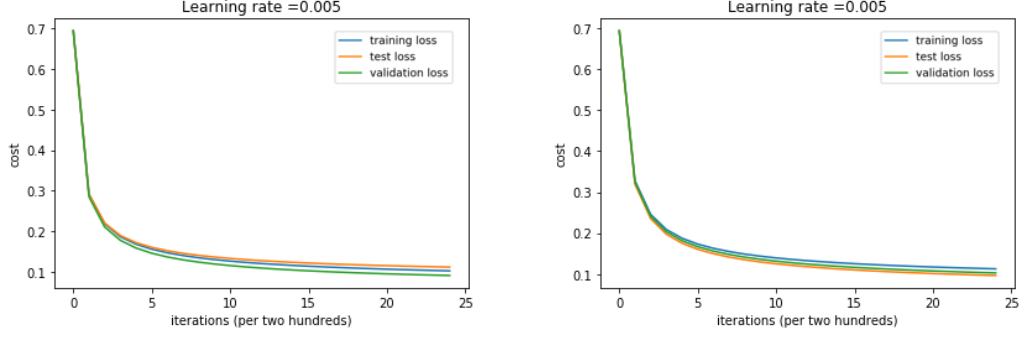 Learning rate =0.005
0.7
0.6
0.5
0.4
0.3
0.2
0.1
cost
training loss
test loss
validation loss
0 5 10 15 20 25
iterations (per two hundreds)
Learning rate =0.005
0.7
0.6
0.5
0.4
0.3
0.2
0.1
cost
training loss
test loss
validation loss
0 5 10 15 20 25
iterations (per two hundreds)